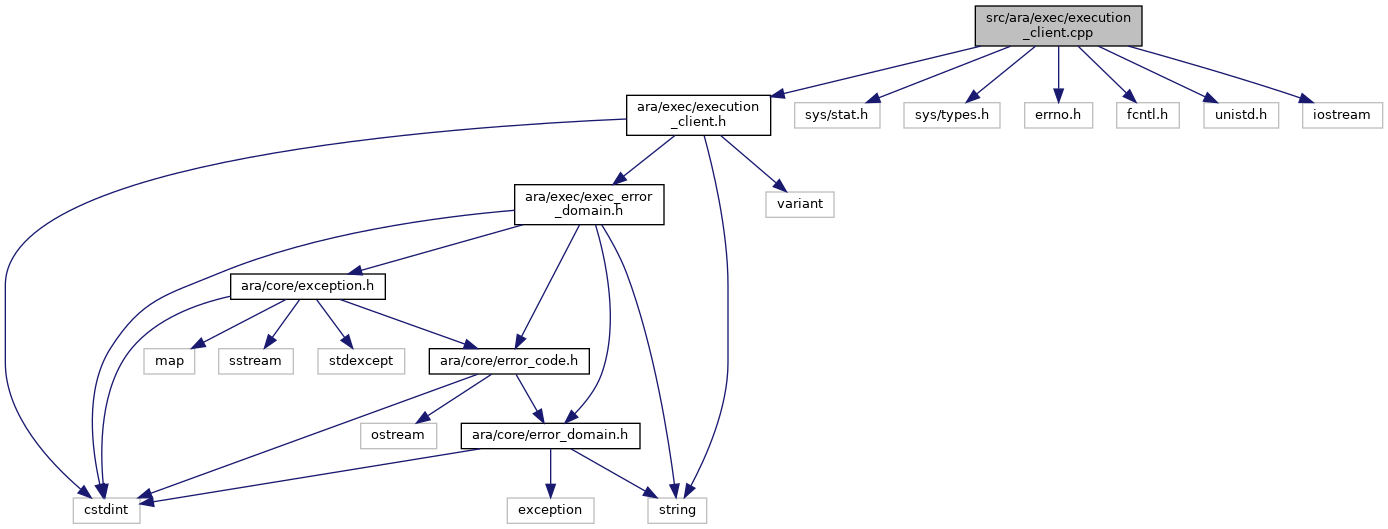 src/ara/exec/execution
_client.cpp
ara/exec/execution
_client.h
sys/stat.h
sys/types.h
errno.h
fcntl.h
unistd.h
iostream
ara/exec/exec_error
_domain.h
variant
ara/core/exception.h
map
sstream
stdexcept
ara/core/error_code.h
ostream
ara/core/error_domain.h
cstdint
exception
string